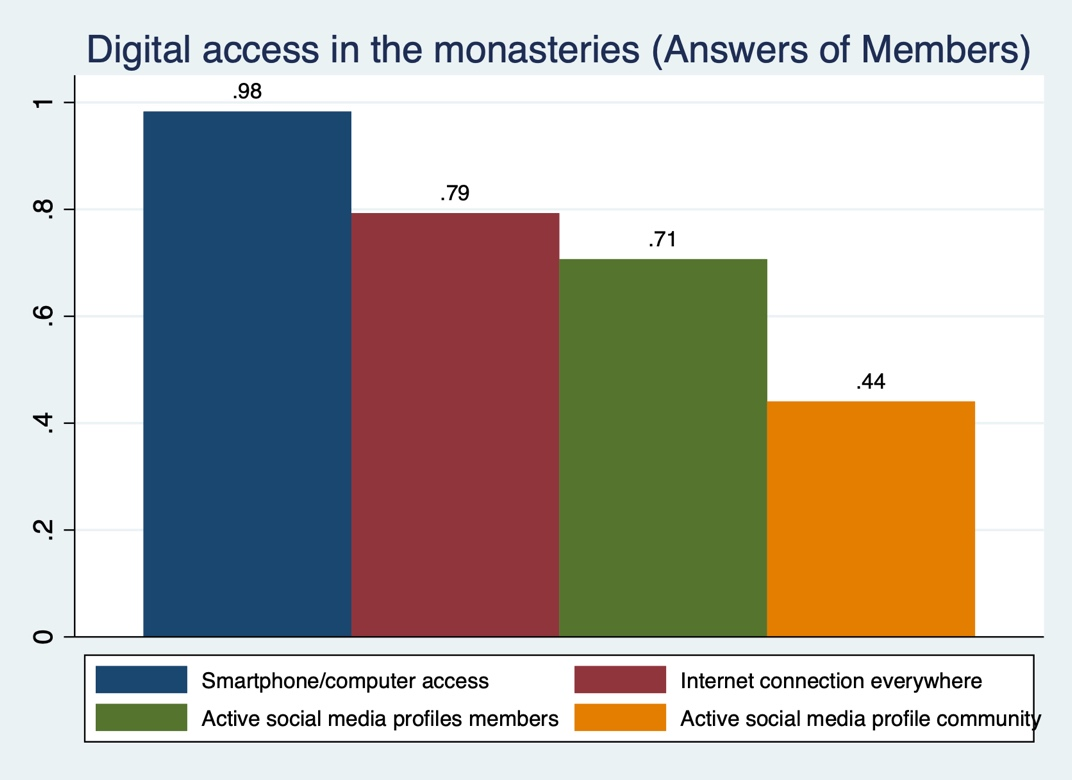 Digital access in the monasteries (Answers of Members)
1
.98
.8
.79
.71
.6
.44
.4
.2
0
Smartphone/computer access
Internet connection everywhere
Active social media profiles members
Active social media profile community